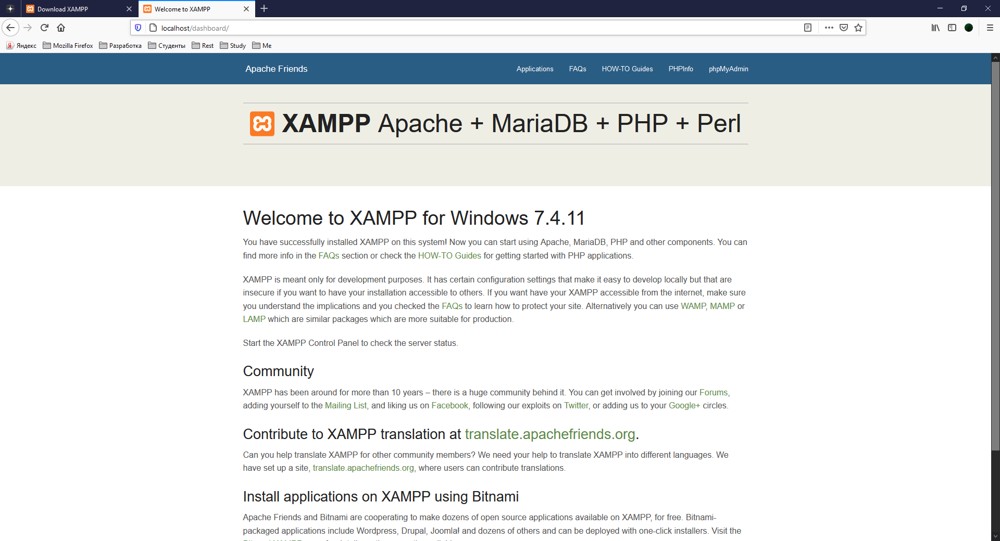 Download XAMPP
Welcome to XAMPP
localhost/dashboard/
Яндекс Mozilla Firefox Разработка Студенты Rest Study Me
Apache Friends Applications FAQs HOW-TO Guides PHPInfo phpMyAdmin
XAMPP Apache + MariaDB + PHP + Perl
Welcome to XAMPP for Windows 7.4.11
You have successfully installed XAMPP on this system! Now you can start using Apache, MariaDB, PHP and other components. You can
find more info in the FAQs section or check the HOW-TO Guides for getting started with PHP applications.
XAMPP is meant only for development purposes. It has certain configuration settings that make it easy to develop locally but that are
insecure if you want to have your installation accessible to others. If you want have your XAMPP accessible from the internet, make sure
you understand the implications and you checked the FAQs to learn how to protect your site. Alternatively you can use WAMP, MAMP or
LAMP which are similar packages which are more suitable for production.
Start the XAMPP Control Panel to check the server status.
Community
XAMPP has been around for more than 10 years – there is a huge community behind it. You can get involved by joining our Forums,
adding yourself to the Mailing List, and liking us on Facebook, following our exploits on Twitter, or adding us to your Google+ circles.
Contribute to XAMPP translation at translate.apachefriends.org.
Can you help translate XAMPP for other community members? We need your help to translate XAMPP into different languages. We
have set up a site, translate.apachefriends.org, where users can contribute translations.
Install applications on XAMPP using Bitnami
Apache Friends and Bitnami are cooperating to make dozens of open source applications available on XAMPP, for free. Bitnami-
packaged applications include Wordpress, Drupal, Joomla! and dozens of others and can be deployed with one-click installers. Visit the